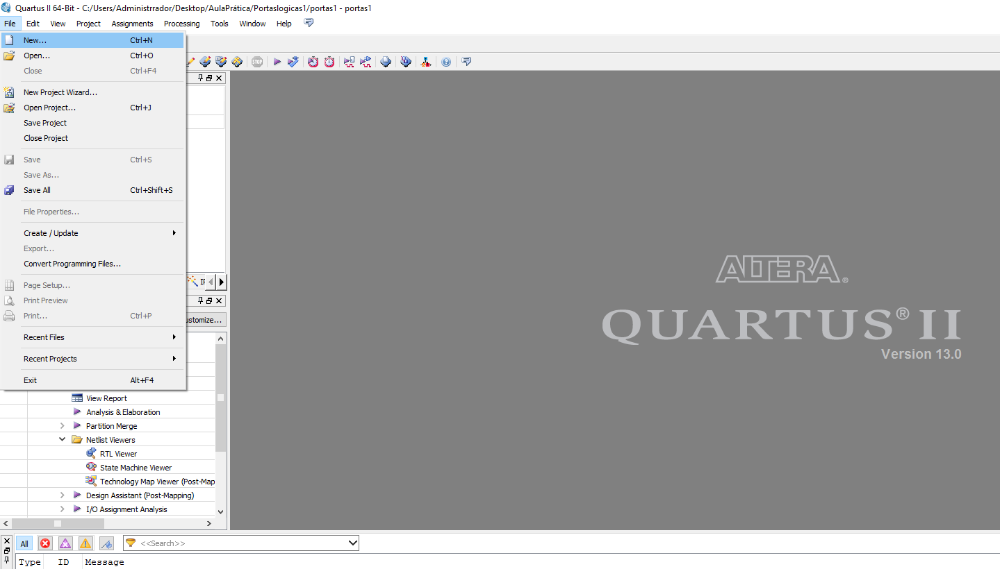 Quartus II 64-Bit - C:/Users/Administrrador/Desktop/AulaPrática/Portaslogicas1/portas1 - portas1
File Edit View Project Assignments Processing Tools Window Help
New... Ctrl+N
Open... Ctrl+O
Close Ctrl+F4
New Project Wizard...
Open Project... Ctrl+J
Save Project
Close Project
Save Ctrl+S
Save As...
Save All Ctrl+Shift+S
File Properties...
Create / Update
Export...
Convert Programming Files...
Page Setup...
Print Preview
Print... Ctrl+P
Recent Files
Recent Projects
Exit Alt+F4
STOP
ustomize...
View Report
Analysis & Elaboration
Partition Merge
Netlist Viewers
RTL Viewer
State Machine Viewer
Technology Map Viewer (Post-Map
Design Assistant (Post-Mapping)
I/O Assignment Analysis
ALTERA®
QUARTUS® II
Version 13.0
All <<Search>>
Type ID Message